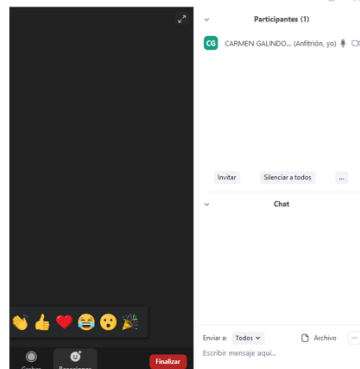 Participantes (1)
CG CARMEN GALINDO... (Anfitrión, yo)
Invitar Silenciar a todos ...
Chat
Enviar a: Todos Archivo ...
Escribir mensaje aquí...
Finalizar